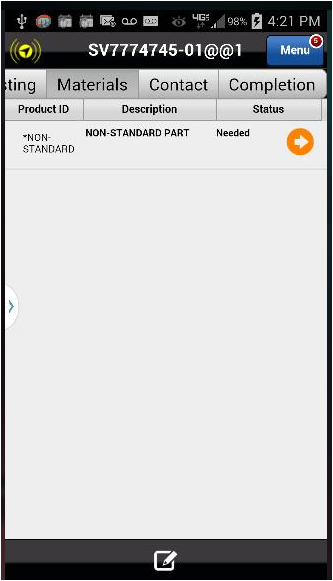 4G 98% 4:21 PM
SV7774745-01@@1 Menu 5
ting Materials Contact Completion
Product ID Description Status
*NON-STANDARD NON-STANDARD PART Needed